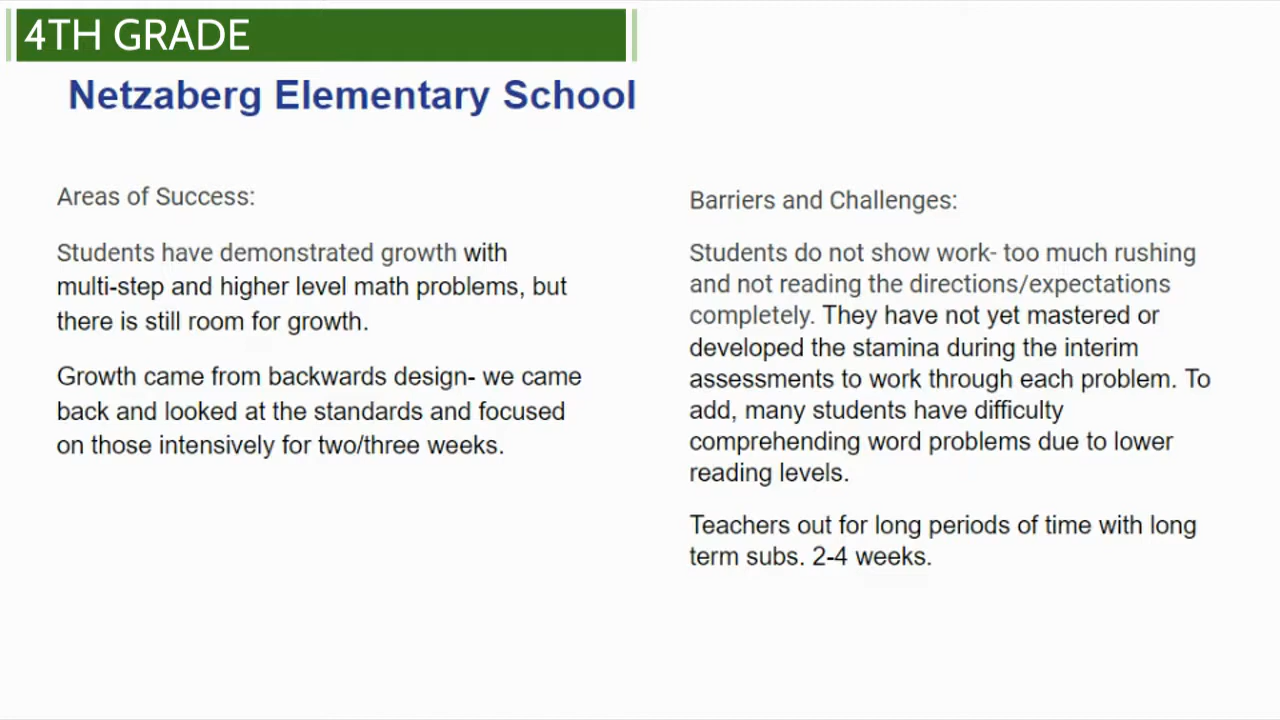 4TH GRADE
Netzaberg Elementary School
Areas of Success:
Students have demonstrated growth with
multi-step and higher level math problems, but
there is still room for growth.
Growth came from backwards design- we came
back and looked at the standards and focused
on those intensively for two/three weeks.
Barriers and Challenges:
Students do not show work- too much rushing
and not reading the directions/expectations
completely. They have not yet mastered or
developed the stamina during the interim
assessments to work through each problem. To
add, many students have difficulty
comprehending word problems due to lower
reading levels.
Teachers out for long periods of time with long
term subs. 2-4 weeks.